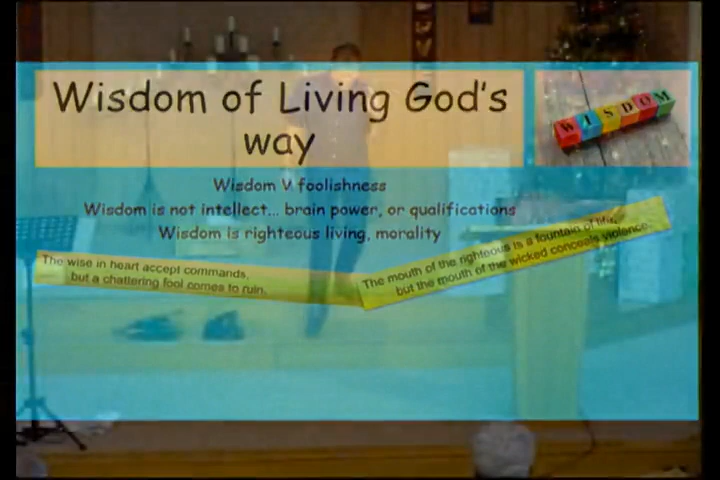 Wisdom of Living God's
way
WISDOM
Wisdom V foolishness
Wisdom is not intellect... brain power, or qualifications
Wisdom is righteous living, morality
The wise in heart accept commands,
but a chattering fool comes to ruin.
The mouth of the righteous is a fountain of life,
but the mouth of the wicked conceals violence.